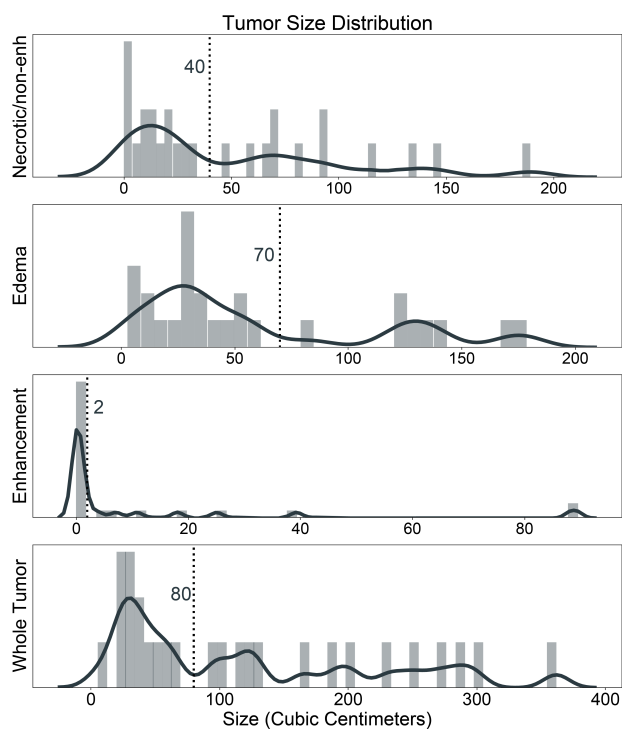 Tumor Size Distribution
Necrotic/non-enh
40
0 50 100 150 200
Edema
70
0 50 100 150 200
Enhancement
2
0 20 40 60 80
Whole Tumor
80
0 100 200 300 400
Size (Cubic Centimeters)